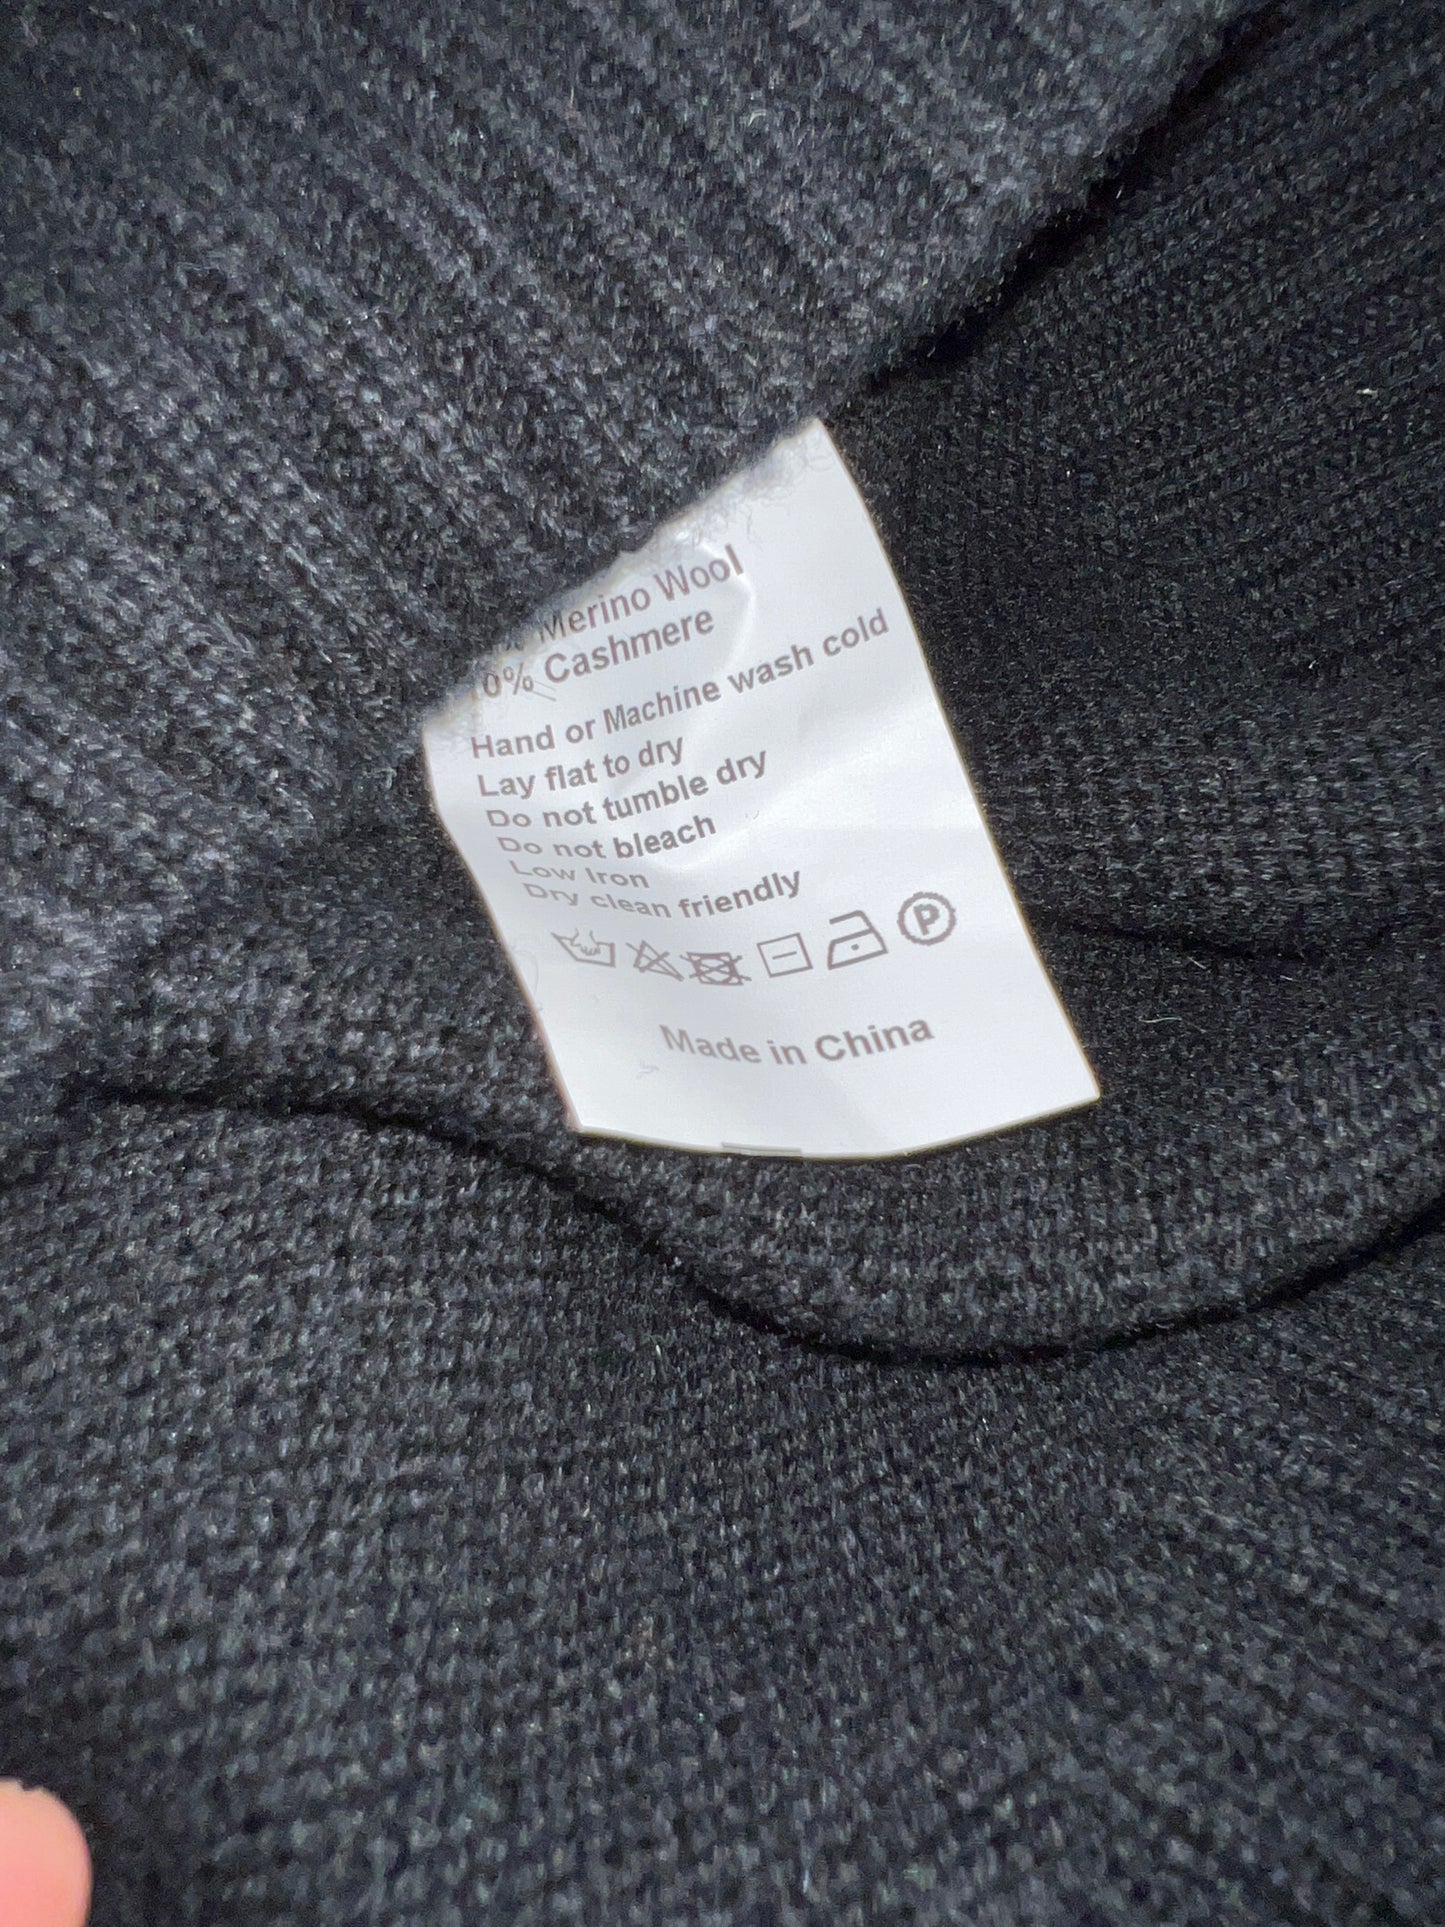 % Merino Wool
10% Cashmere
Hand or Machine wash cold
Lay flat to dry
Do not tumble dry
Do not bleach
Low Iron
Dry clean friendly
P
Made in China